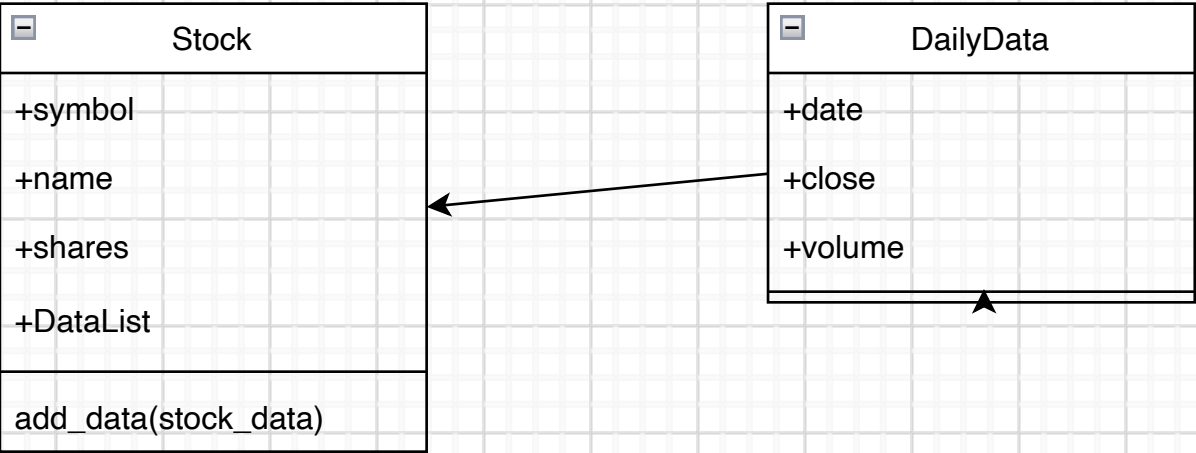 Stock
+symbol
+name
+shares
+DataList
add_data(stock_data)
DailyData
+date
+close
+volume